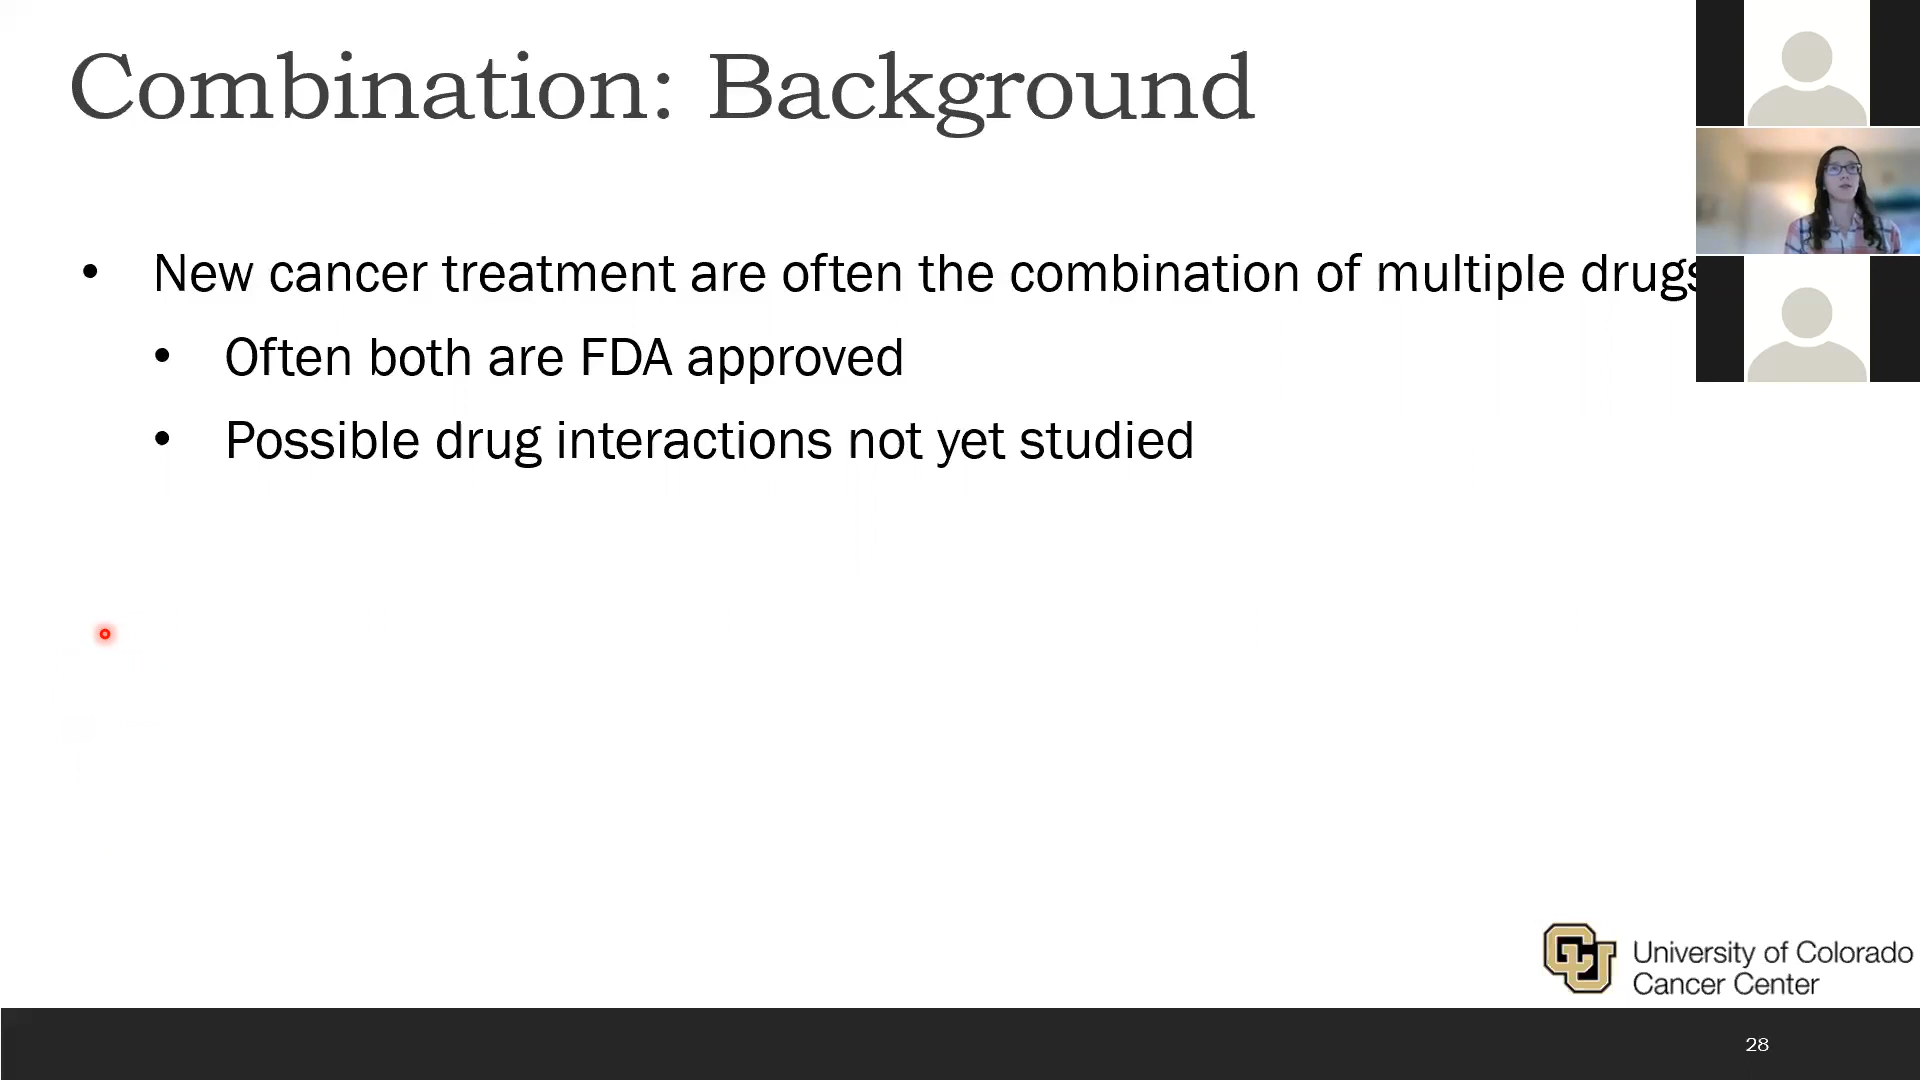 Combination: Background
• New cancer treatment are often the combination of multiple drugs
• Often both are FDA approved
• Possible drug interactions not yet studied
University of Colorado
Cancer Center
28